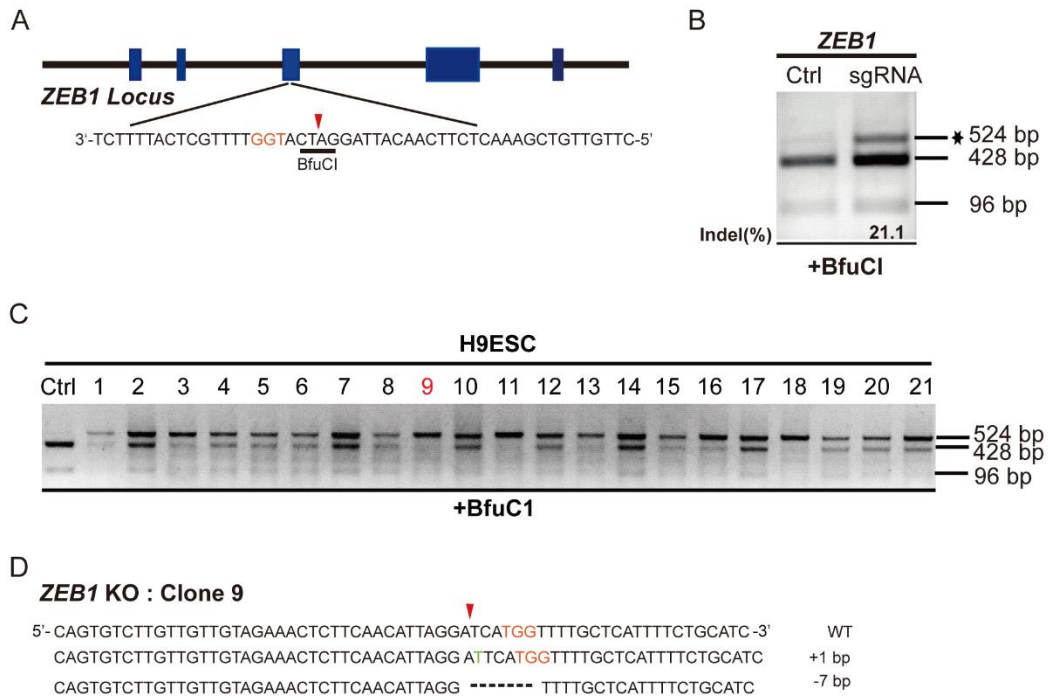 A
ZEB1 Locus
3'-TCTTTTACTCGTTTTGGTACTAGGATTACAACTTCTCAAAGCTGTTGTTC-5'
BfuCI
B
ZEB1
Ctrl sgRNA
524 bp
428 bp
96 bp
Indel(%) 21.1
+BfuCI
C
H9ESC
Ctrl 1 2 3 4 5 6 7 8 9 10 11 12 13 14 15 16 17 18 19 20 21
524 bp
428 bp
96 bp
+BfuC1
D
ZEB1 KO : Clone 9
5'- CAGTGTCTTGTTGTTGTAGAAACTCTTCAACATTAGGATCATGGTTTTGCTCATTTTCTGCATC -3' WT
CAGTGTCTTGTTGTTGTAGAAACTCTTCAACATTAGG ATTCATGGTTTTGCTCATTTTCTGCATC +1 bp
CAGTGTCTTGTTGTTGTAGAAACTCTTCAACATTAGG ------- TTTTGCTCATTTTCTGCATC -7 bp